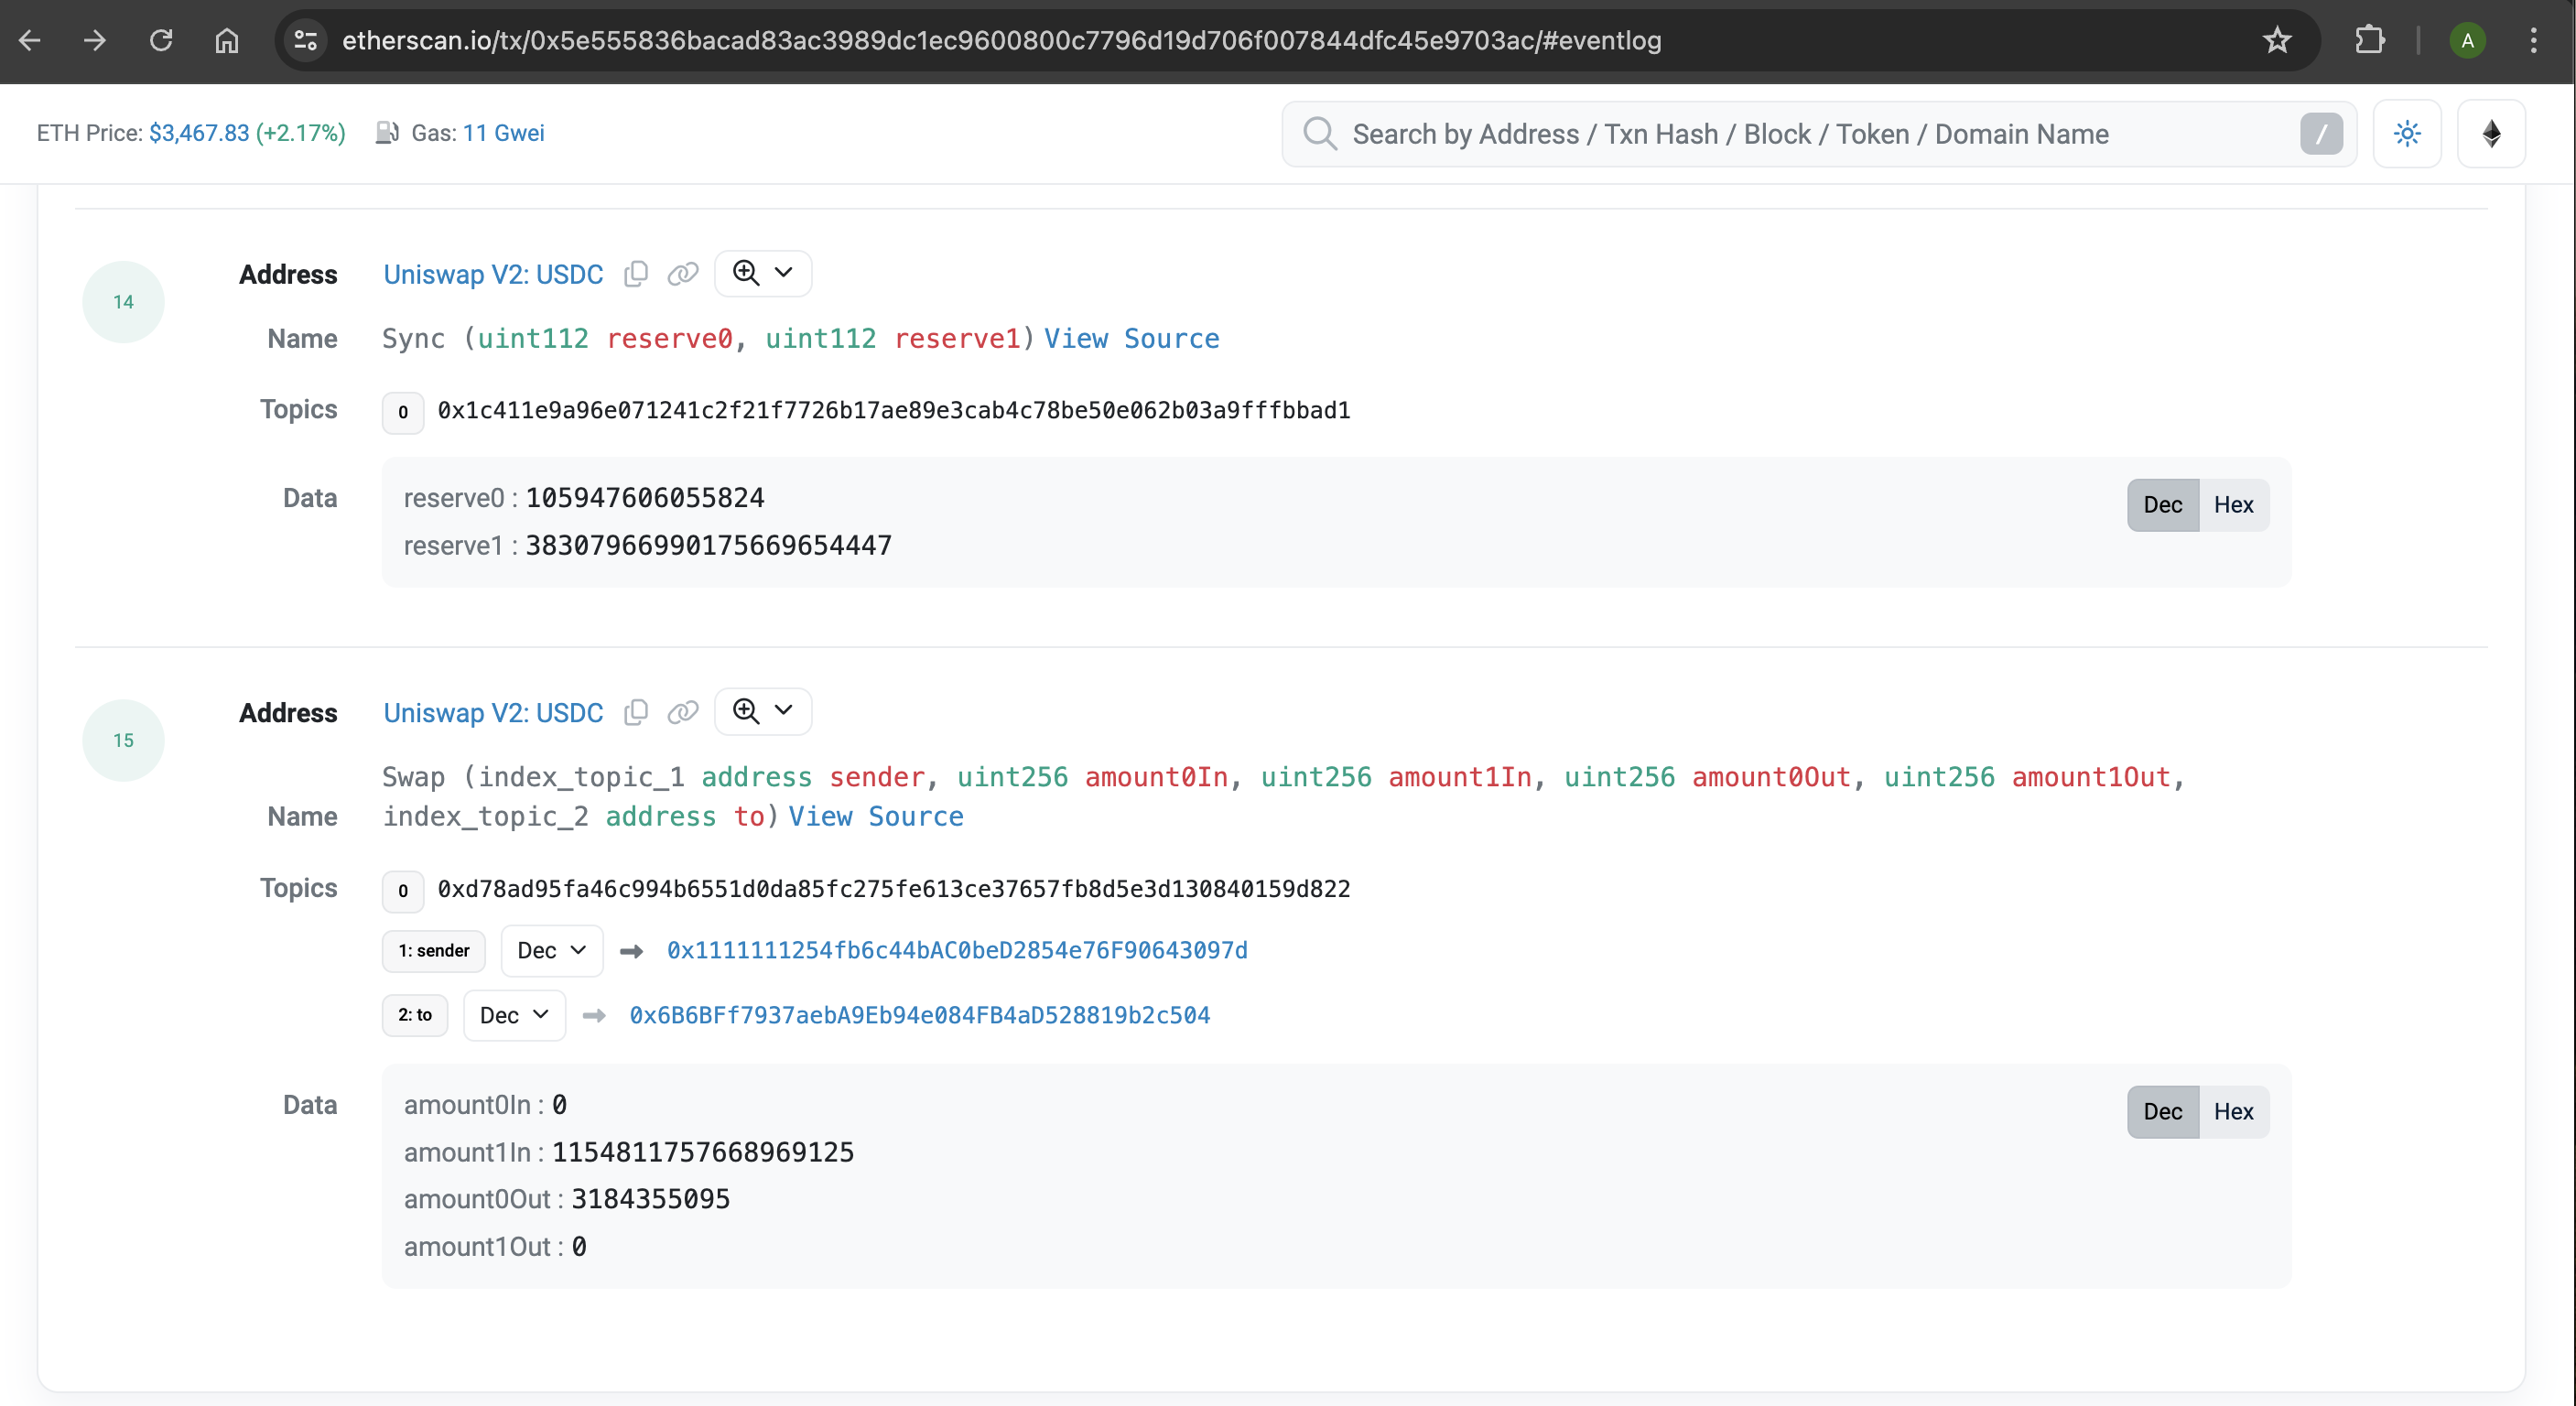 etherscan.io/tx/0x5e555836bacad83ac3989dc1ec9600800c7796d19d706f007844dfc45e9703ac/#eventlog
A
ETH Price: $3,467.83 (+2.17%) Gas: 11 Gwei
Search by Address / Txn Hash / Block / Token / Domain Name
/
14
Address Uniswap V2: USDC
Name Sync (uint112 reserve0, uint112 reserve1) View Source
Topics 0 0x1c411e9a96e071241c2f21f7726b17ae89e3cab4c78be50e062b03a9fffbbad1
Data reserve0 : 105947606055824
Dec Hex
reserve1 : 38307966990175669654447
15
Address Uniswap V2: USDC
Swap (index_topic_1 address sender, uint256 amount0In, uint256 amount1In, uint256 amount0Out, uint256 amount1Out,
Name index_topic_2 address to) View Source
Topics 0 0xd78ad95fa46c994b6551d0da85fc275fe613ce37657fb8d5e3d130840159d822
1: sender Dec 0x1111111254fb6c44bAC0beD2854e76F90643097d
2: to Dec 0x6B6BFf7937aebA9Eb94e084FB4aD528819b2c504
Data amount0In : 0
Dec Hex
amount1In : 1154811757668969125
amount0Out : 3184355095
amount1Out : 0